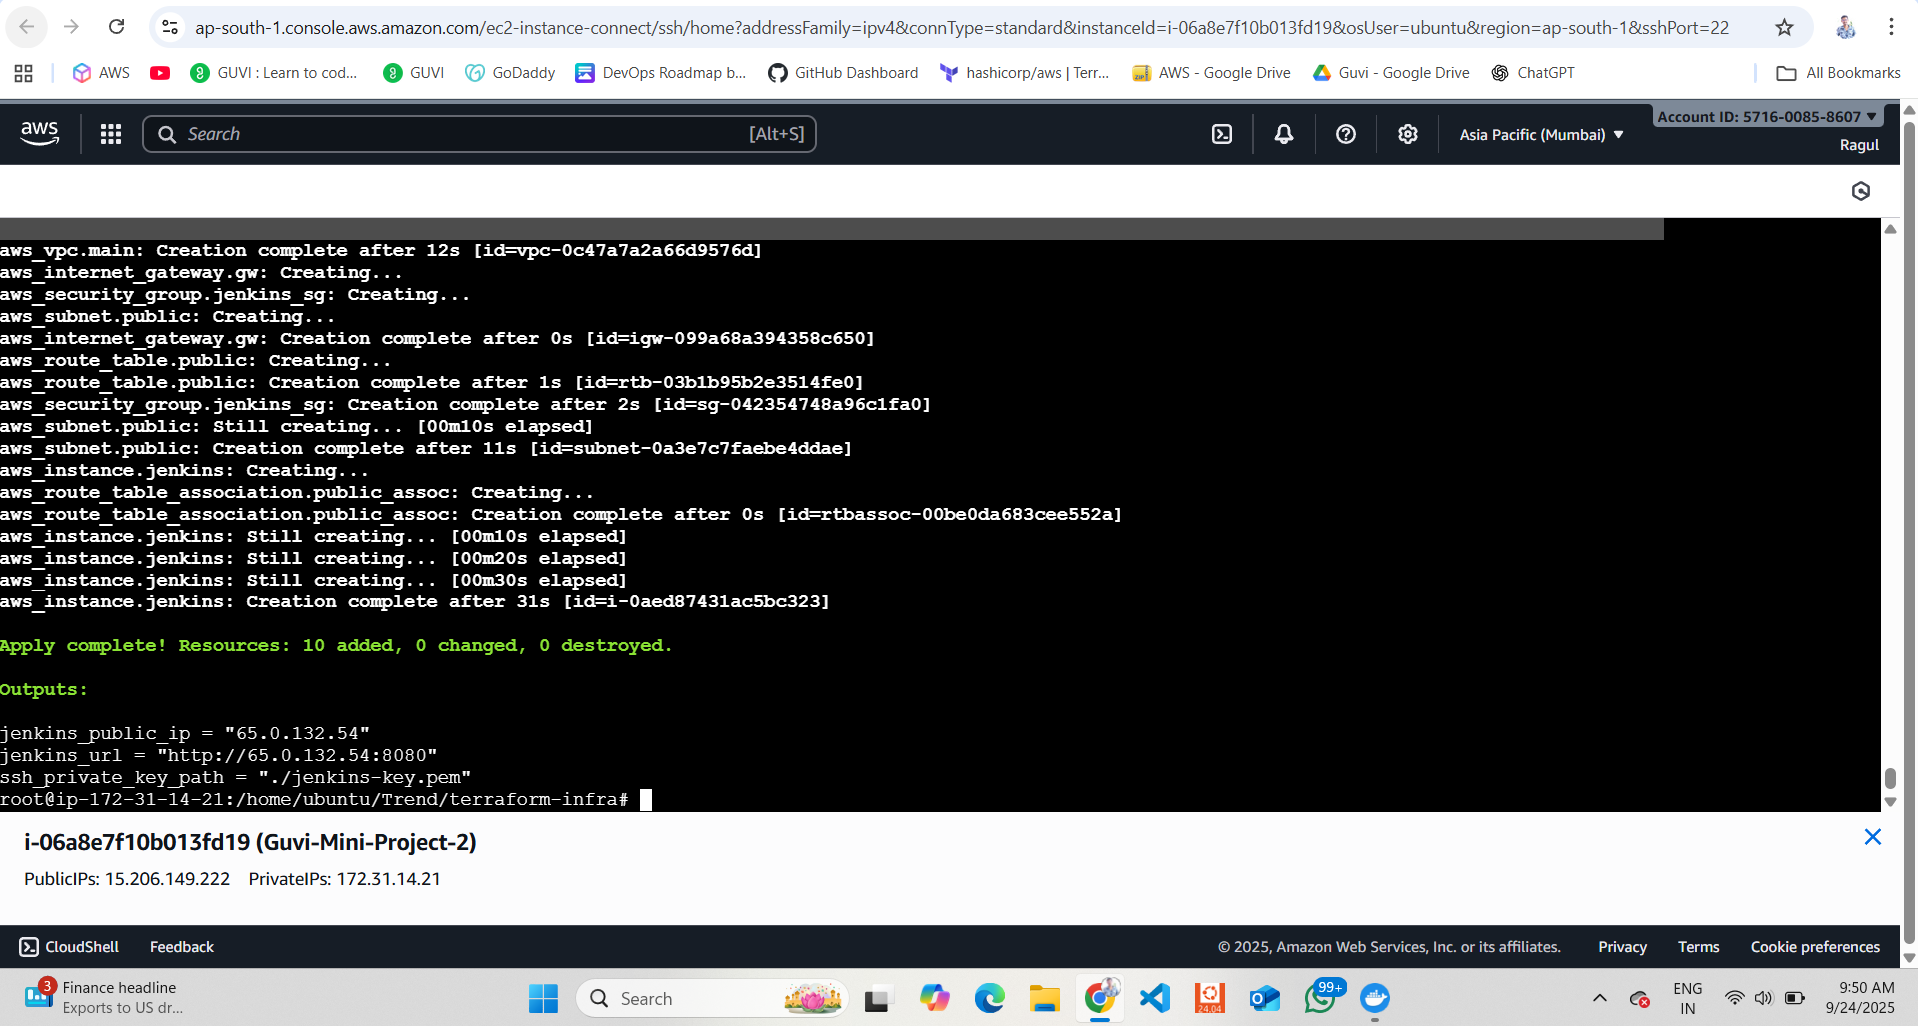 ap-south-1.console.aws.amazon.com/ec2-instance-connect/ssh/home?addressFamily=ipv4&connType=standard&instanceId=i-06a8e7f10b013fd19&osUser=ubuntu&region=ap-south-1&sshPort=22
AWS
GUVI : Learn to cod...
GUVI
GoDaddy
DevOps Roadmap b...
GitHub Dashboard
hashicorp/aws | Terr...
AWS - Google Drive
Guvi - Google Drive
ChatGPT
All Bookmarks
aws
Search
[Alt+S]
Asia Pacific (Mumbai)
Account ID: 5716-0085-8607
Ragul
aws_vpc.main: Creation complete after 12s [id=vpc-0c47a7a2a66d9576d]
aws_internet_gateway.gw: Creating...
aws_security_group.jenkins_sg: Creating...
aws_subnet.public: Creating...
aws_internet_gateway.gw: Creation complete after 0s [id=igw-099a68a394358c650]
aws_route_table.public: Creating...
aws_route_table.public: Creation complete after 1s [id=rtb-03b1b95b2e3514fe0]
aws_security_group.jenkins_sg: Creation complete after 2s [id=sg-042354748a96c1fa0]
aws_subnet.public: Still creating... [00m10s elapsed]
aws_subnet.public: Creation complete after 11s [id=subnet-0a3e7c7faebe4ddae]
aws_instance.jenkins: Creating...
aws_route_table_association.public_assoc: Creating...
aws_route_table_association.public_assoc: Creation complete after 0s [id=rtbassoc-00be0da683cee552a]
aws_instance.jenkins: Still creating... [00m10s elapsed]
aws_instance.jenkins: Still creating... [00m20s elapsed]
aws_instance.jenkins: Still creating... [00m30s elapsed]
aws_instance.jenkins: Creation complete after 31s [id=i-0aed87431ac5bc323]
Apply complete! Resources: 10 added, 0 changed, 0 destroyed.
Outputs:
jenkins_public_ip = "65.0.132.54"
jenkins_url = "http://65.0.132.54:8080"
ssh_private_key_path = "./jenkins-key.pem"
root@ip-172-31-14-21:/home/ubuntu/Trend/terraform-infra#
i-06a8e7f10b013fd19 (Guvi-Mini-Project-2)
PublicIPs: 15.206.149.222 PrivateIPs: 172.31.14.21
CloudShell
Feedback
© 2025, Amazon Web Services, Inc. or its affiliates.
Privacy
Terms
Cookie preferences
3
Finance headline
Exports to US dr...
Search
24.04
99+
ENG
IN
9:50 AM
9/24/2025